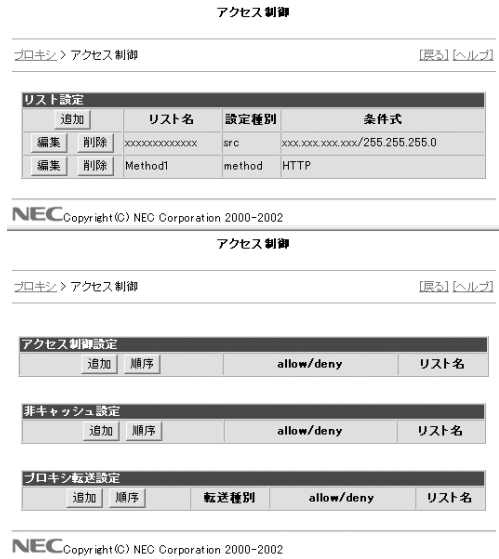 アクセス制御
プロキシ > アクセス制御 [戻る] [ヘルプ]
リスト設定
追加 リスト名 設定種別 条件式
編集 削除 xxxxxxxxxxxxx src xxx.xxx.xxx.xxx/255.255.255.0
編集 削除 Method1 method HTTP
NEC Copyright(C) NEC Corporation 2000-2002
アクセス制御
プロキシ > アクセス制御 [戻る] [ヘルプ]
アクセス制御設定
追加 順序 allow/deny リスト名
非キャッシュ設定
追加 順序 allow/deny リスト名
プロキシ転送設定
追加 順序 転送種別 allow/deny リスト名
NEC Copyright(C) NEC Corporation 2000-2002